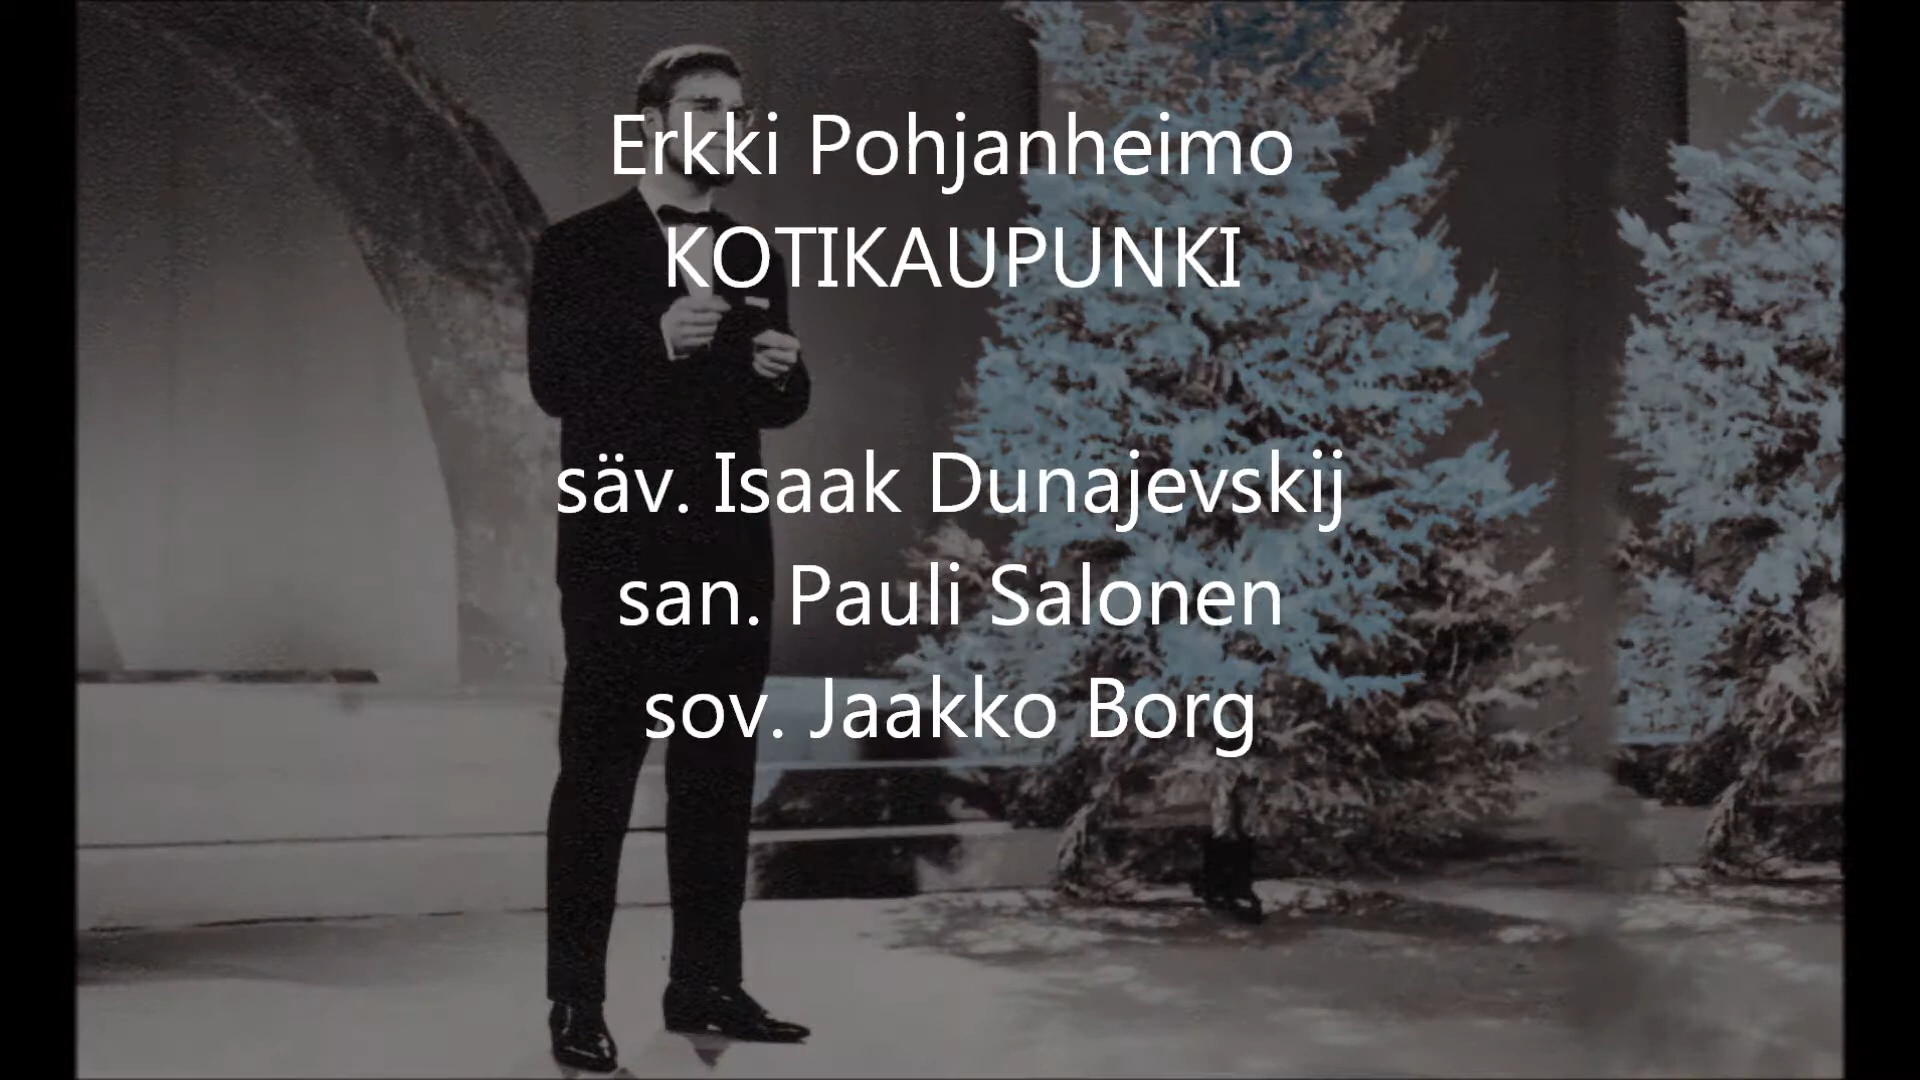 Erkki Pohjanheimo
KOTIKAUPUNKI
säv. Isaak Dunajevskij
san. Pauli Salonen
sov. Jaakko Borg